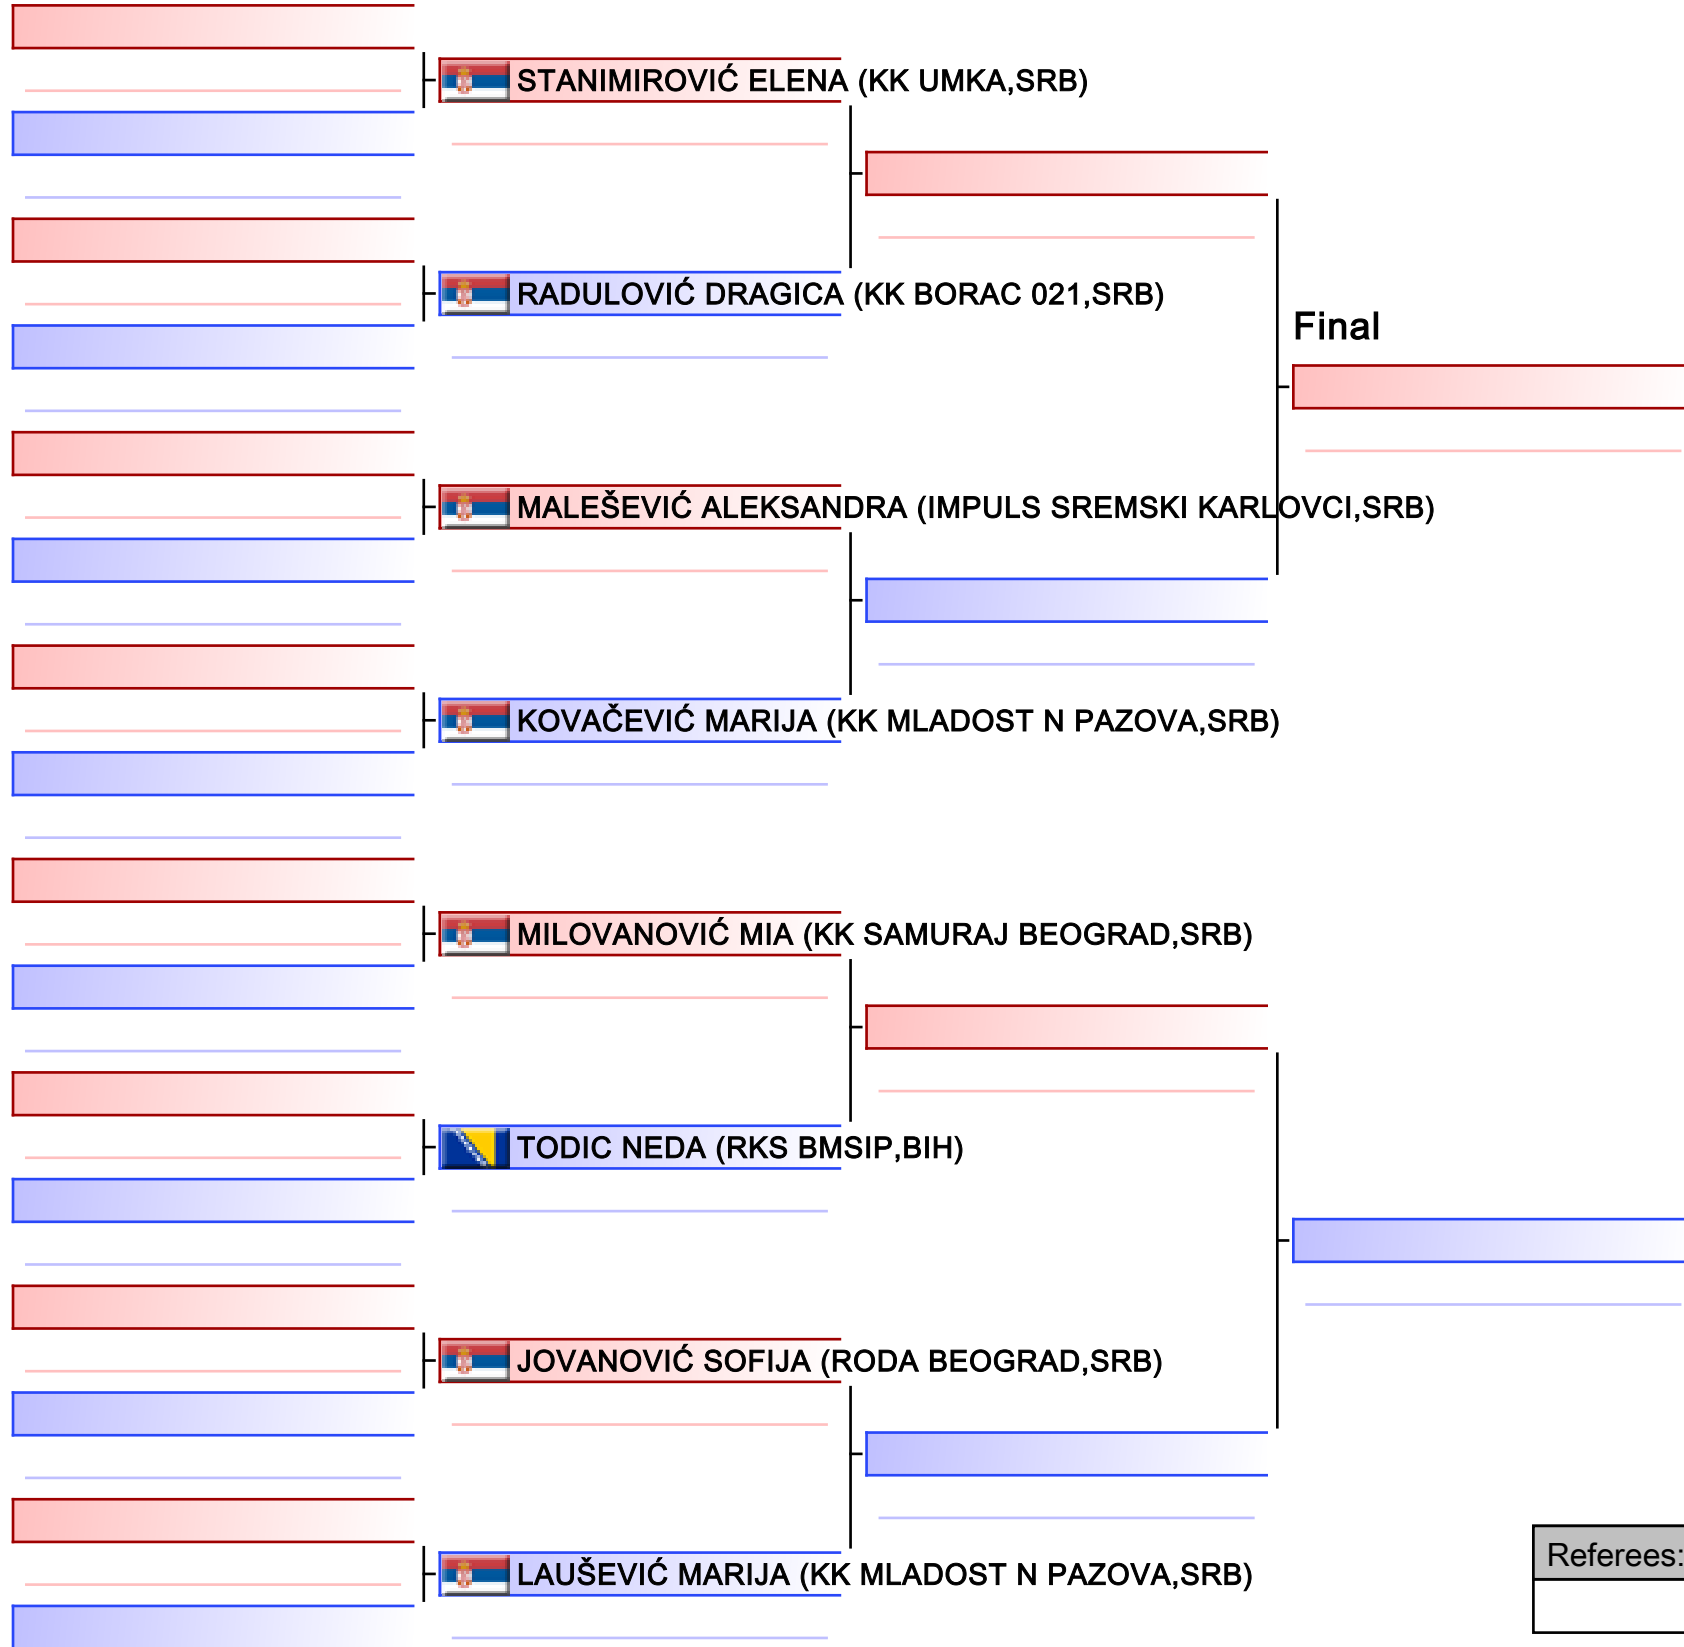 STANIMIROVIĆ ELENA (KK UMKA,SRB)
RADULOVIĆ DRAGICA (KK BORAC 021,SRB)
Final
MALEŠEVIĆ ALEKSANDRA (IMPULS SREMSKI KARLOVCI,SRB)
KOVAČEVIĆ MARIJA (KK MLADOST N PAZOVA,SRB)
MILOVANOVIĆ MIA (KK SAMURAJ BEOGRAD,SRB)
TODIC NEDA (RKS BMSIP,BIH)
JOVANOVIĆ SOFIJA (RODA BEOGRAD,SRB)
Referees:
LAUŠEVIĆ MARIJA (KK MLADOST N PAZOVA,SRB)